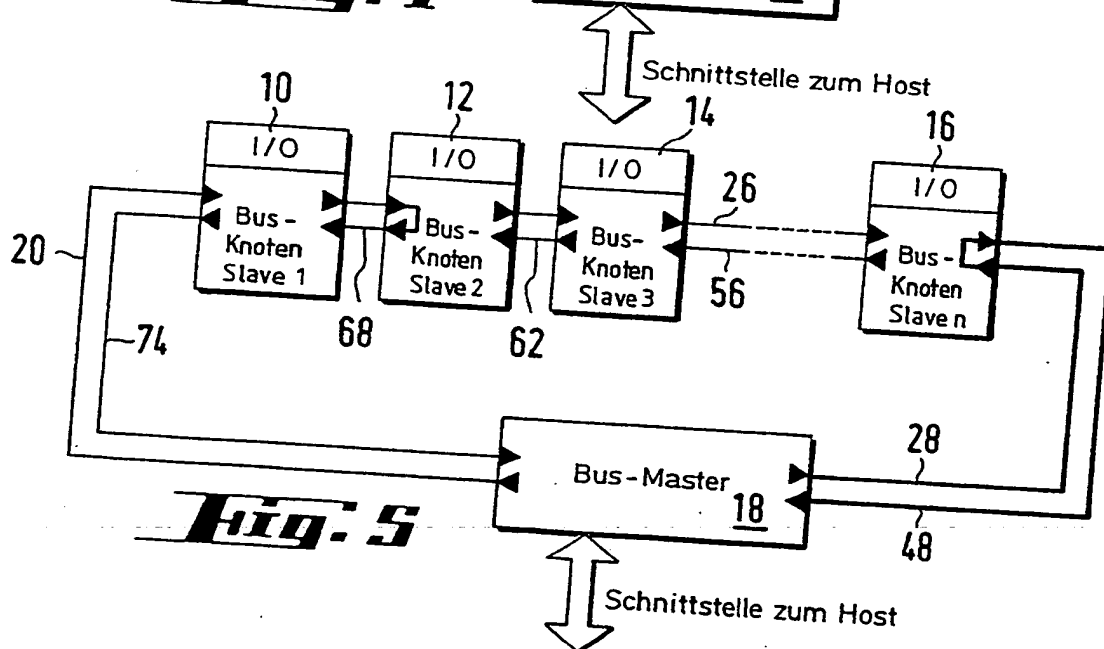 Schnittstelle zum Host
10
12
14
16
I/O
I/O
I/O
I/O
Bus-
Knoten
Slave 1
Bus-
Knoten
Slave 2
Bus-
Knoten
Slave 3
Bus-
Knoten
Slave n
20
74
68
62
26
56
28
48
Bus-Master
18
Fig. 5
Schnittstelle zum Host